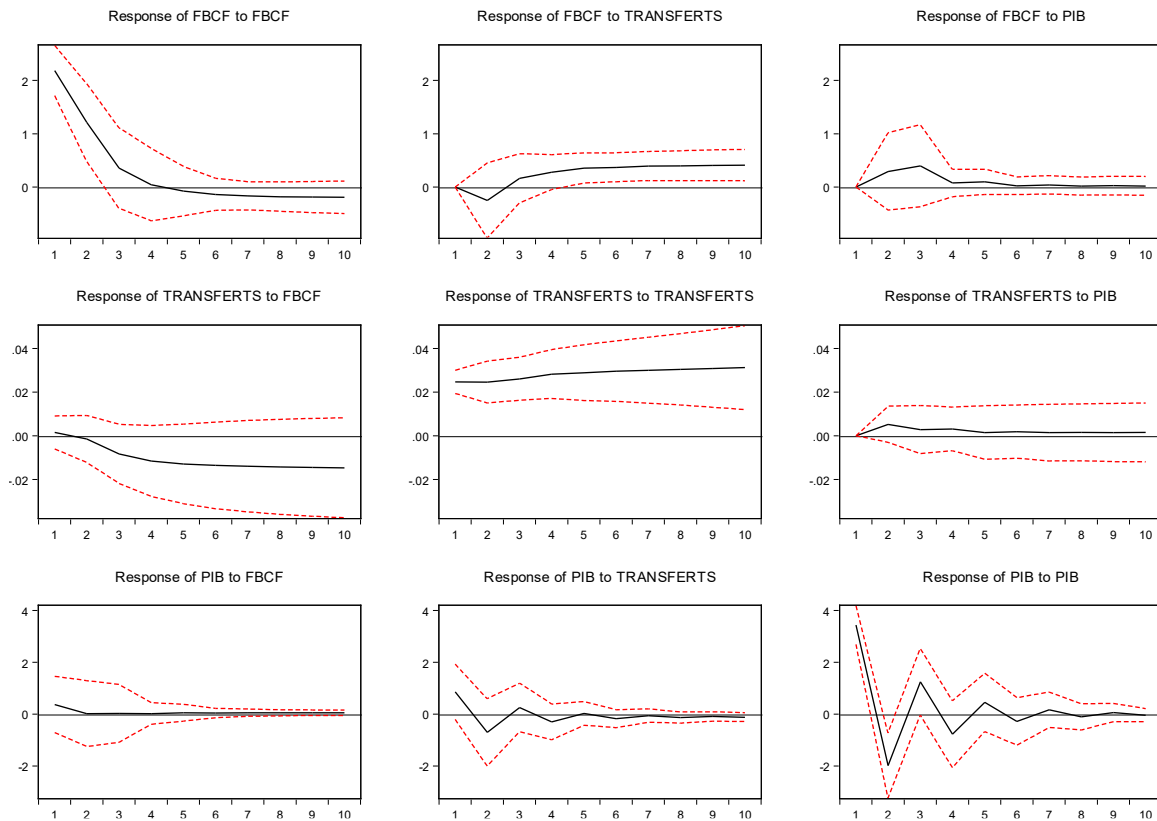 Response of FBCF to FBCF
Response of FBCF to TRANSFERTS
Response of FBCF to PIB
2
1
0
1 2 3 4 5 6 7 8 9 10
2
1
0
1 2 3 4 5 6 7 8 9 10
2
1
0
1 2 3 4 5 6 7 8 9 10
Response of TRANSFERTS to FBCF
Response of TRANSFERTS to TRANSFERTS
Response of TRANSFERTS to PIB
.04
.02
.00
-.02
1 2 3 4 5 6 7 8 9 10
.04
.02
.00
-.02
1 2 3 4 5 6 7 8 9 10
.04
.02
.00
-.02
1 2 3 4 5 6 7 8 9 10
Response of PIB to FBCF
Response of PIB to TRANSFERTS
Response of PIB to PIB
4
2
0
-2
1 2 3 4 5 6 7 8 9 10
4
2
0
-2
1 2 3 4 5 6 7 8 9 10
4
2
0
-2
1 2 3 4 5 6 7 8 9 10